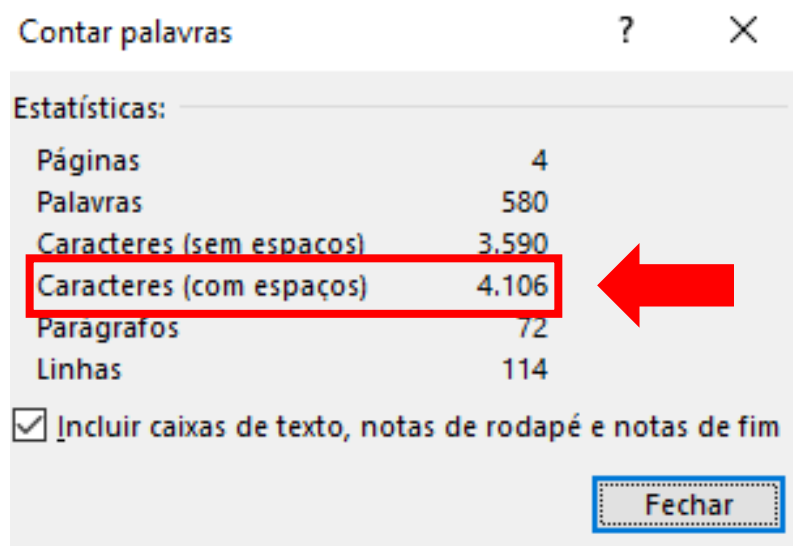 Contar palavras ? ×
Estatísticas:
Páginas 4
Palavras 580
Caracteres (sem espaços) 3.590
Caracteres (com espaços) 4.106
Parágrafos 72
Linhas 114
Incluir caixas de texto, notas de rodapé e notas de fim
Fechar